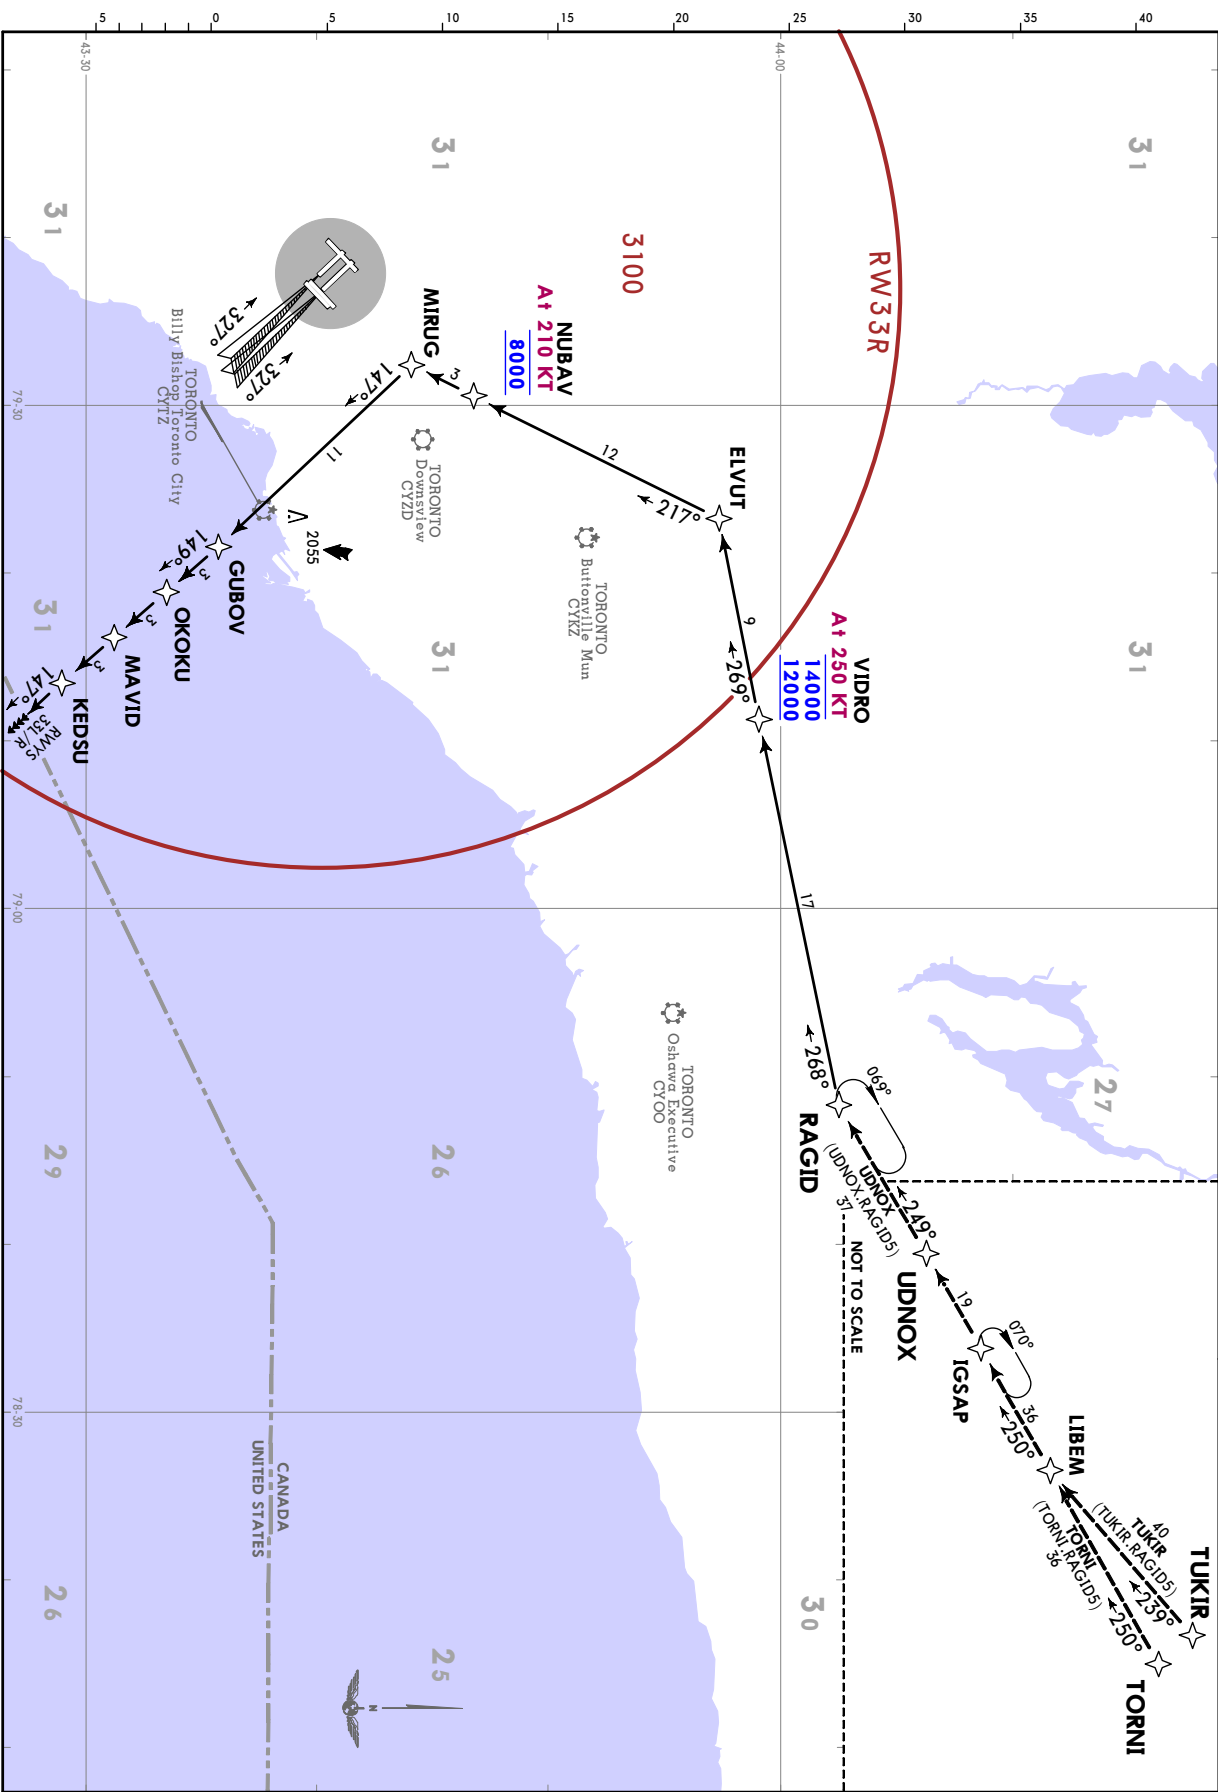 5
0
5
10
15
20
25
30
35
40
43-30
44-00
31
31
31
RW33R
3100
327°
327°
MIRUG
NUBAV
At 210 KT
8000
3
147°
11
12
217°
ELVUT
79-30
TORONTO
Billy Bishop Toronto City
CYTZ
TORONTO
Downsview
CYZD
TORONTO
Buttonville Mun
CYKZ
2055
GUBOV
149°
3
OKOKU
3
MAVID
3
KEDSU
147°
RWYS
33L/R
31
31
31
9
269°
VIDRO
At 250 KT
14000
12000
17
79-00
268°
RAGID
069°
TORONTO
Oshawa Executive
CYOO
27
29
26
UDNOX
(UDNOX.RAGID5)
37
249°
UDNOX
NOT TO SCALE
19
IGSAP
070°
36
250°
LIBEM
78-30
CANADA
UNITED STATES
40
TUKIR
(TUKIR.RAGID5)
239°
TUKIR
TORNI
(TORNI.RAGID5)
36
250°
TORNI
30
26
25
N